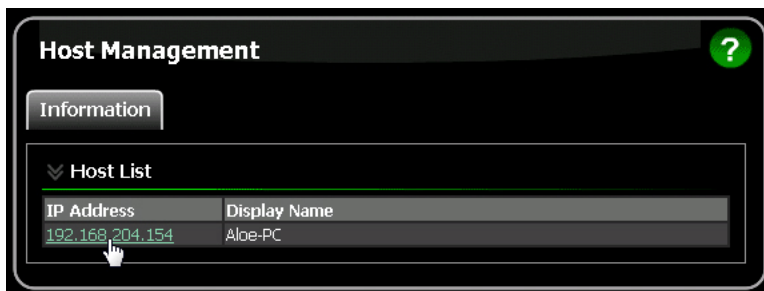 Host Management
?
Information
Host List
IP Address Display Name
192.168.204.154 Aloe-PC